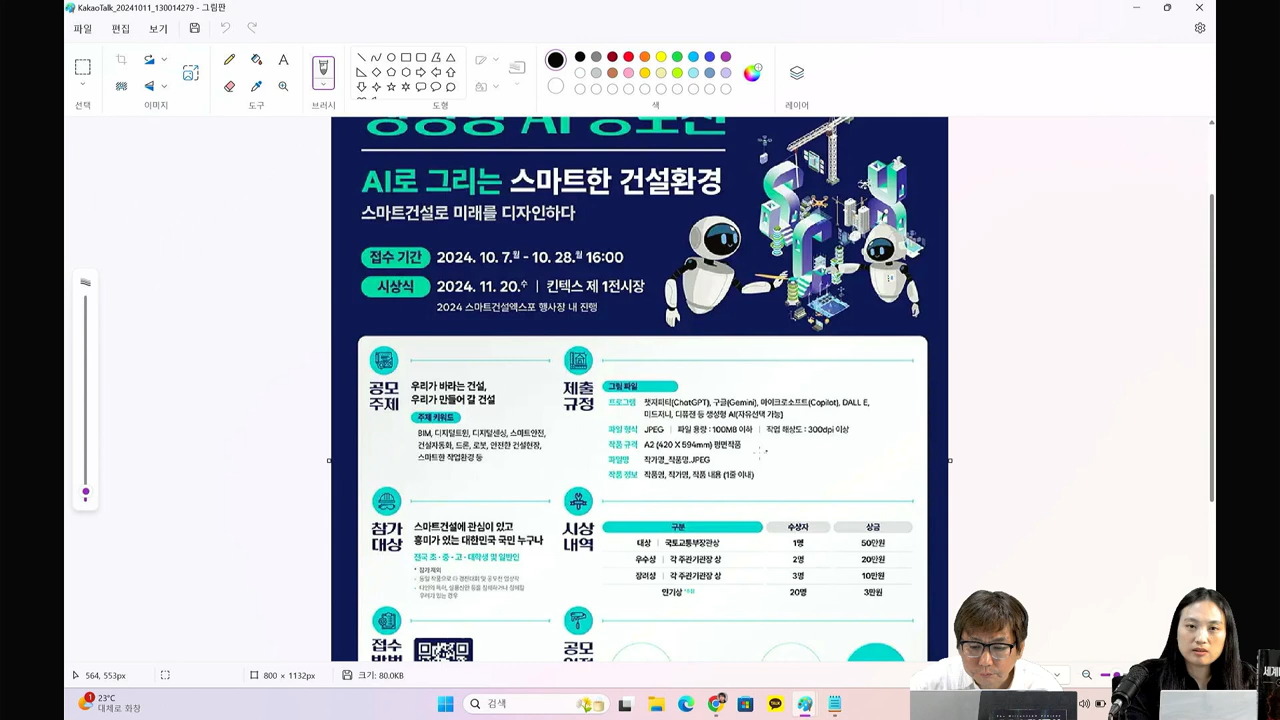 KakaoTalk_20241011_130014279 - 그림판
파일 편집 보기
선택 이미지 도구 브러시 도형 색 레이어
생성형 AI 공모전
AI로 그리는 스마트한 건설환경
스마트건설로 미래를 디자인하다
접수 기간 2024. 10. 7.월 - 10. 28.월 16:00
시상식 2024. 11. 20.수 | 킨텍스 제 1전시장
2024 스마트건설엑스포 행사장 내 진행
공모 주제
우리가 바라는 건설,
우리가 만들어 갈 건설
주제 키워드
BIM, 디지털트윈, 디지털센싱, 스마트안전,
건설자동화, 드론, 로봇, 안전한 건설현장,
스마트한 작업환경 등
제출 규정
그림 파일
프로그램 챗지피티(ChatGPT), 구글(Gemini), 마이크로소프트(Copilot), DALL E,
미드저니, 디퓨젼 등 생성형 AI(자유선택 가능)
파일 형식 JPEG | 파일 용량 : 100MB 이하 | 작업 해상도 : 300dpi 이상
작품 규격 A2 (420 X 594mm) 평면작품
파일명 작가명_작품명.JPEG
작품 정보 작품명, 작가명, 작품 내용 (1줄 이내)
참가 대상
스마트건설에 관심이 있고
흥미가 있는 대한민국 국민 누구나
전국 초·중·고·대학생 및 일반인
* 참가제외
시상 내역
구분 수상자 상금
대상 | 국토교통부장관상 1명 50만원
우수상 | 각 주관기관장 상 2명 20만원
장려상 | 각 주관기관장 상 3명 10만원
인기상 20명 3만원
접수 방법
공모 일정
564, 553px
800 × 1132px
크기: 80.0KB
1
23°C
대체로 화창
검색
세계